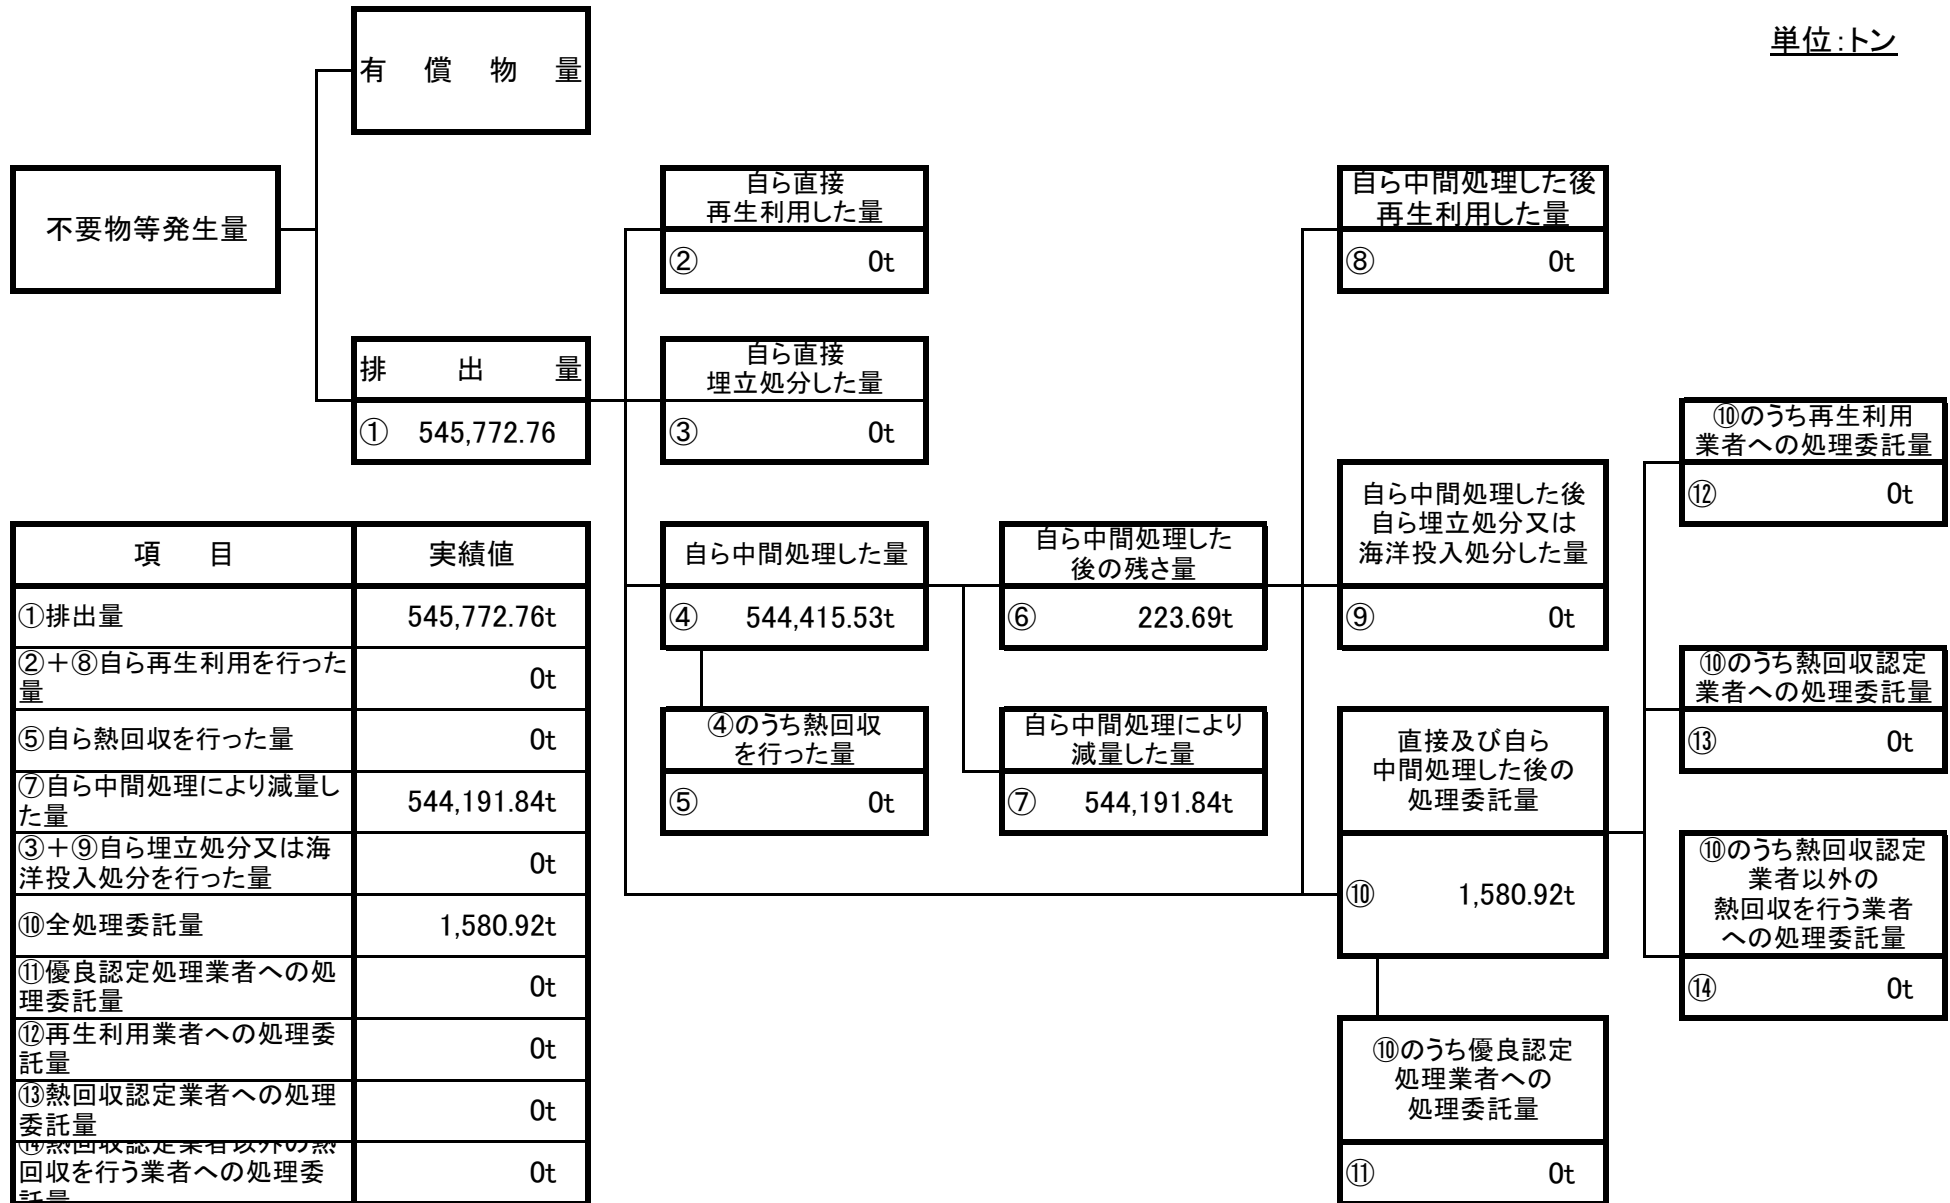 単位：トン
有償物量
不要物等発生量
排出量
① 545,772.76
自ら直接
再生利用した量
② 0t
自ら直接
埋立処分した量
③ 0t
自ら中間処理した量
④ 544,415.53t
④のうち熱回収
を行った量
⑤ 0t
自ら中間処理した
後の残さ量
⑥ 223.69t
自ら中間処理により
減量した量
⑦ 544,191.84t
自ら中間処理した後
再生利用した量
⑧ 0t
自ら中間処理した後
自ら埋立処分又は
海洋投入処分した量
⑨ 0t
直接及び自ら
中間処理した後の
処理委託量
⑩ 1,580.92t
⑩のうち優良認定
処理業者への
処理委託量
⑪ 0t
⑩のうち再生利用
業者への処理委託量
⑫ 0t
⑩のうち熱回収認定
業者への処理委託量
⑬ 0t
⑩のうち熱回収認定
業者以外の
熱回収を行う業者
への処理委託量
⑭ 0t
項目 実績値
①排出量 545,772.76t
②＋⑧自ら再生利用を行った
量 0t
⑤自ら熱回収を行った量 0t
⑦自ら中間処理により減量し
た量 544,191.84t
③＋⑨自ら埋立処分又は海
洋投入処分を行った量 0t
⑩全処理委託量 1,580.92t
⑪優良認定処理業者への処
理委託量 0t
⑫再生利用業者への処理委
託量 0t
⑬熱回収認定業者への処理
委託量 0t
⑭熱回収認定業者以外の熱
回収を行う業者への処理委
託量 0t